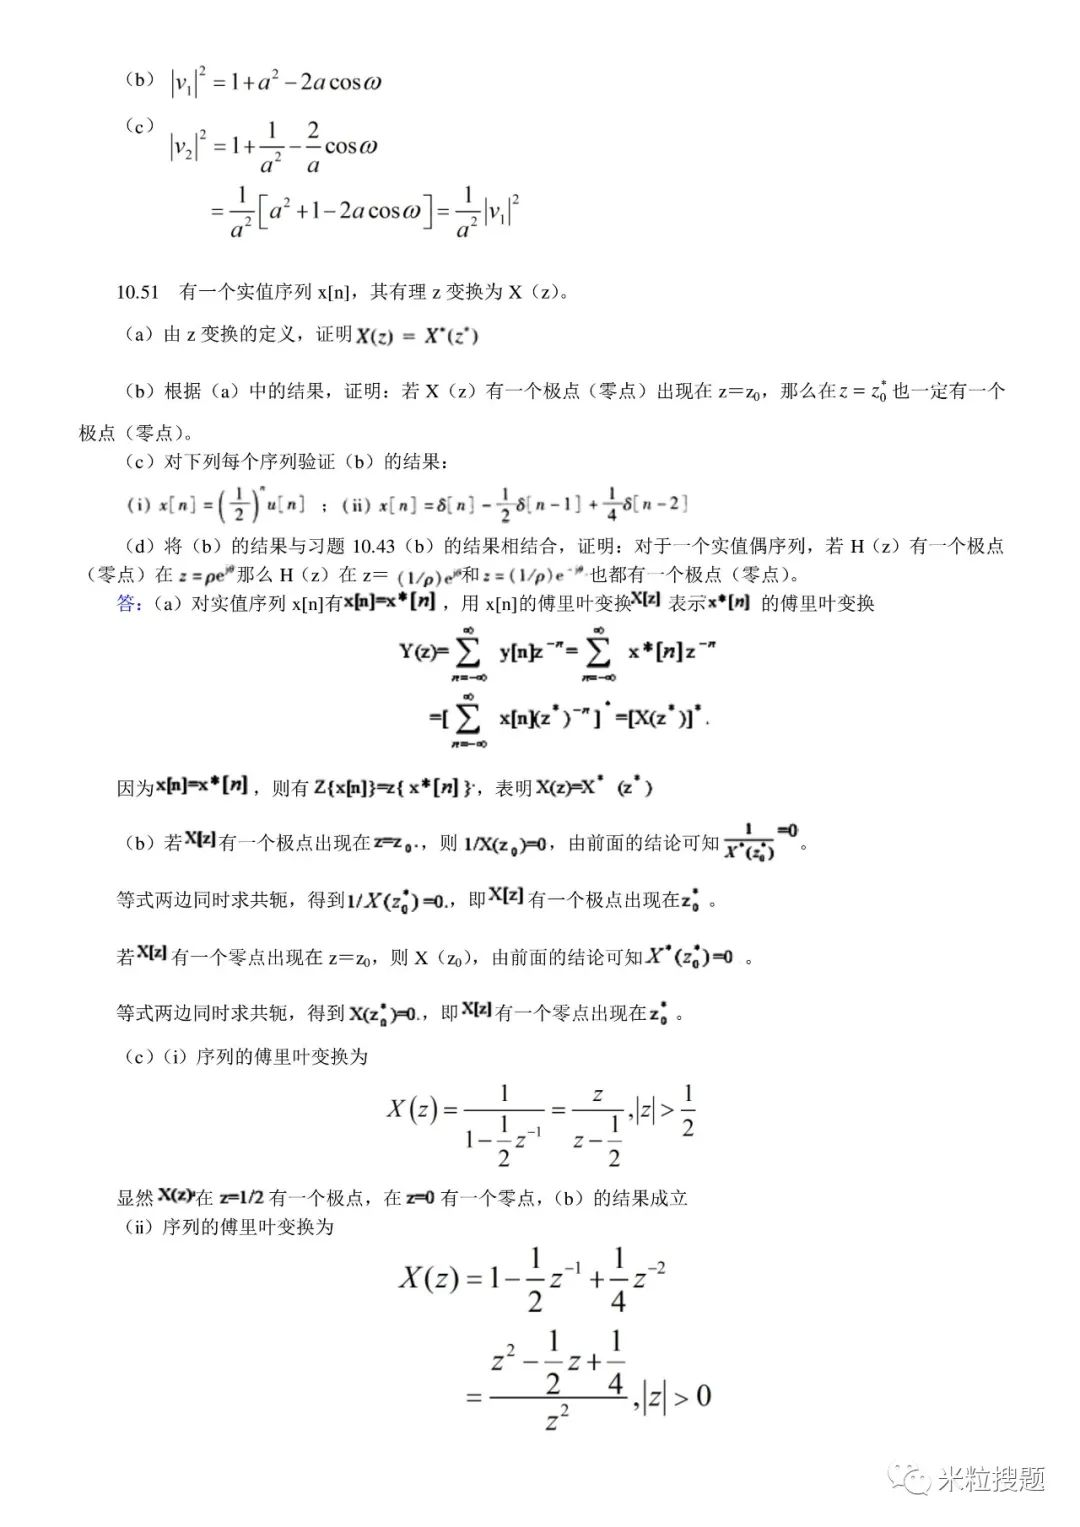 (b) |v₁|² = 1 + a² − 2a cos ω
(c) |v₂|² = 1 + 1/a² − 2/a cos ω
= 1/a² [a² + 1 − 2a cos ω] = 1/a² |v₁|²
10.51 有一个实值序列 x[n]，其有理 z 变换为 X（z）。
（a）由 z 变换的定义，证明 X(z) = X*(z*)
（b）根据（a）中的结果，证明：若 X（z）有一个极点（零点）出现在 z＝z₀，那么在 z = z₀* 也一定有一个
极点（零点）。
（c）对下列每个序列验证（b）的结果：
(i) x[n] = (1/2)ⁿ u[n] ；(ii) x[n] = δ[n] − 1/2 δ[n−1] + 1/4 δ[n−2]
（d）将（b）的结果与习题 10.43（b）的结果相结合，证明：对于一个实值偶序列，若 H（z）有一个极点
（零点）在 z = ρe^{jθ} 那么 H（z）在 z＝ (1/ρ)e^{jθ} 和 z = (1/ρ)e^{−jθ} 也都有一个极点（零点）。
答：（a）对实值序列 x[n]有 x[n]=x*[n] ，用 x[n]的傅里叶变换 X[z] 表示 x*[n] 的傅里叶变换
Y(z)= ∑_{n=−∞}^{∞} y[n]z^{−n} = ∑_{n=−∞}^{∞} x*[n]z^{−n}
=[ ∑_{n=−∞}^{∞} x[n](z*)^{−n} ]* =[X(z*)]*.
因为 x[n]=x*[n] ，则有 Z{x[n]}=z{ x*[n] } ，表明 X(z)=X* (z*)
（b）若 X[z] 有一个极点出现在 z=z₀.，则 1/X(z₀)=0，由前面的结论可知 1/X*(z₀*) =0。
等式两边同时求共轭，得到 1/X(z₀*)=0.，即 X[z] 有一个极点出现在 z₀* 。
若 X[z] 有一个零点出现在 z＝z₀，则 X（z₀），由前面的结论可知 X*(z₀*)=0 。
等式两边同时求共轭，得到 X(z₀*)=0.，即 X[z] 有一个零点出现在 z₀* 。
（c）（i）序列的傅里叶变换为
X(z) = 1/(1 − 1/2 z⁻¹) = z/(z − 1/2), |z| > 1/2
显然 X(z) 在 z=1/2 有一个极点，在 z=0 有一个零点，（b）的结果成立
（ii）序列的傅里叶变换为
X(z) = 1 − 1/2 z⁻¹ + 1/4 z⁻²
= (z² − 1/2 z + 1/4)/z², |z| > 0
米粒搜题